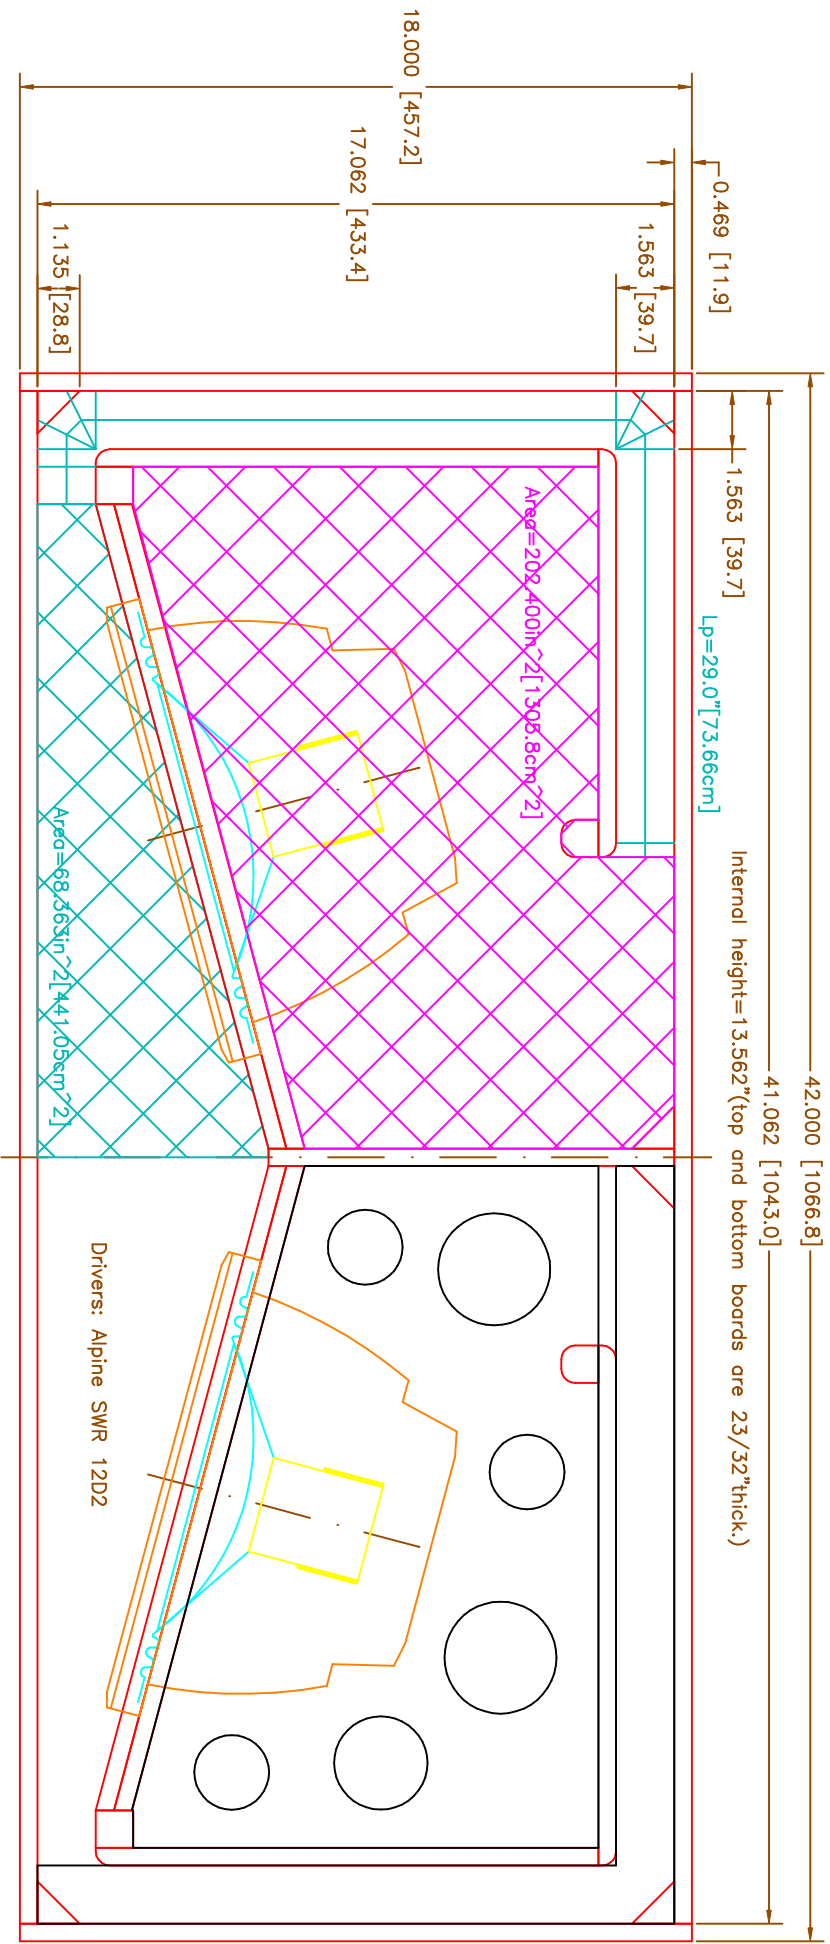 18.000 [457.2]
17.062 [433.4]
0.469 [11.9]
1.563 [39.7]
1.135 [28.8]
1.563 [39.7]
Lp=29.0"[73.66cm]
Area=202.400in^2[1305.8cm^2]
Area=68.363in^2[441.05cm^2]
42.000 [1066.8]
41.062 [1043.0]
Internal height=13.562"(top and bottom boards are 23/32"thick.)
Drivers: Alpine SWR 12D2